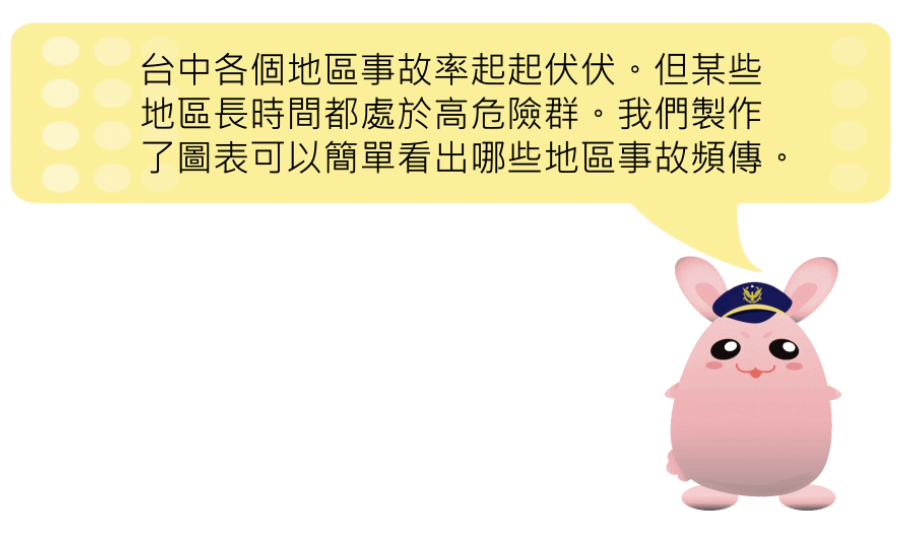 台中各個地區事故率起起伏伏。但某些
地區長時間都處於高危險群。我們製作
了圖表可以簡單看出哪些地區事故頻傳。